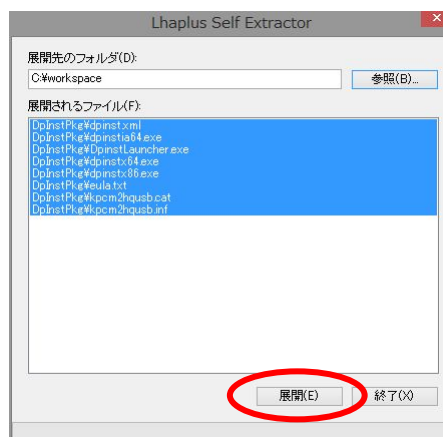 Lhaplus Self Extractor
展開先のフォルダ(D):
C:¥workspace
参照(B)...
展開されるファイル(F):
DpInstPkg¥dpinst.xml
DpInstPkg¥dpinstia64.exe
DpInstPkg¥DpinstLauncher.exe
DpInstPkg¥dpinstx64.exe
DpInstPkg¥dpinstx86.exe
DpInstPkg¥eula.txt
DpInstPkg¥kpcm2hqusb.cat
DpInstPkg¥kpcm2hqusb.inf
展開(E)
終了(X)